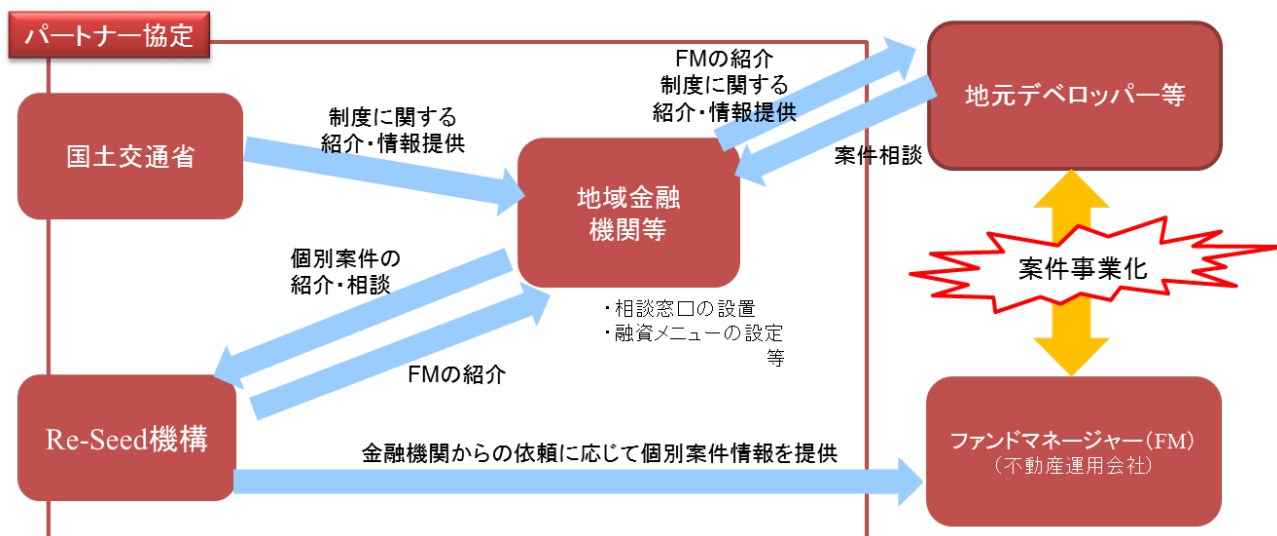 パートナー協定
国土交通省
制度に関する
紹介・情報提供
地域金融
機関等
・相談窓口の設置
・融資メニューの設定
等
FMの紹介
制度に関する
紹介・情報提供
案件相談
地元デベロッパー等
案件事業化
個別案件の
紹介・相談
FMの紹介
Re-Seed機構
金融機関からの依頼に応じて個別案件情報を提供
ファンドマネージャー(FM)
(不動産運用会社)